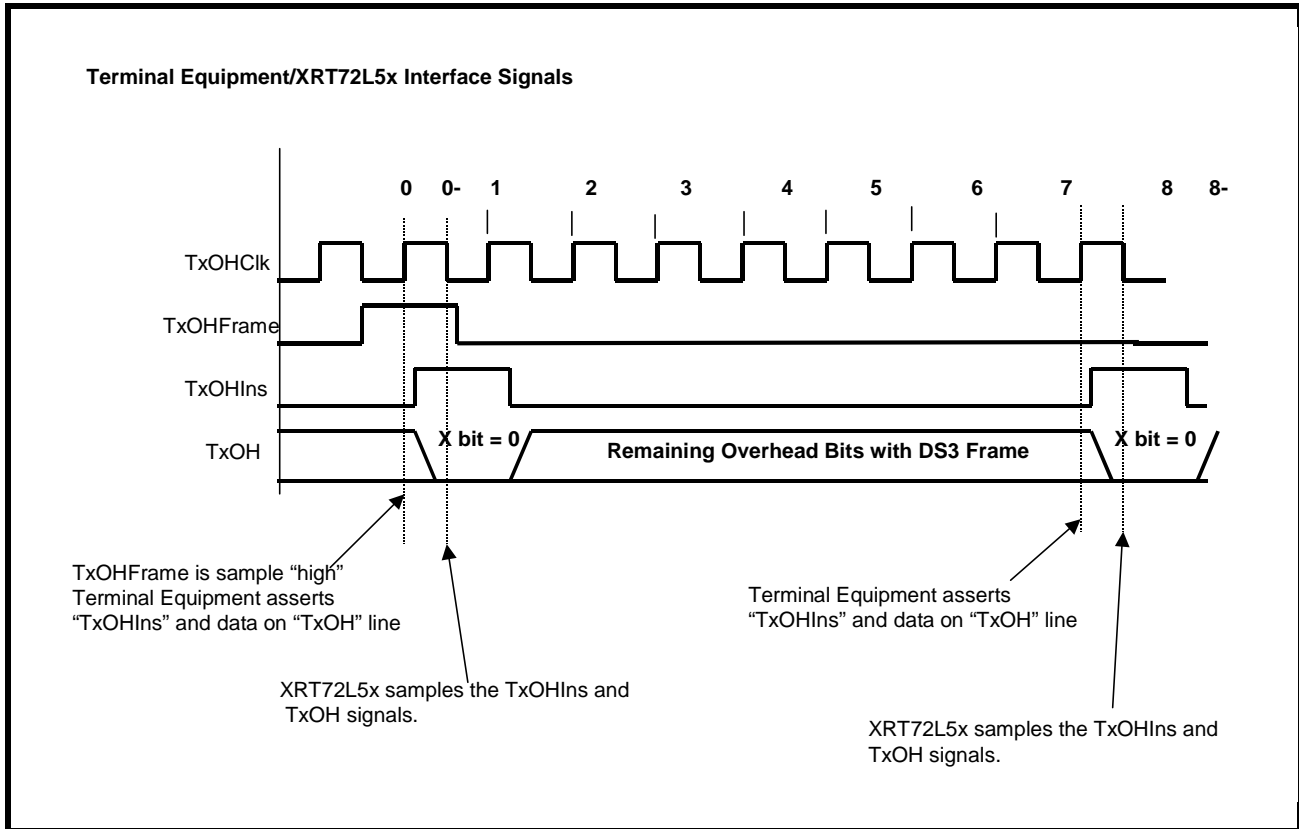 Terminal Equipment/XRT72L5x Interface Signals
0 0- 1 2 3 4 5 6 7 8 8-
TxOHClk
TxOHFrame
TxOHIns
TxOH
X bit = 0
Remaining Overhead Bits with DS3 Frame
X bit = 0
TxOHFrame is sample “high”
Terminal Equipment asserts
“TxOHIns” and data on “TxOH” line
XRT72L5x samples the TxOHIns and
TxOH signals.
Terminal Equipment asserts
“TxOHIns” and data on “TxOH” line
XRT72L5x samples the TxOHIns and
TxOH signals.